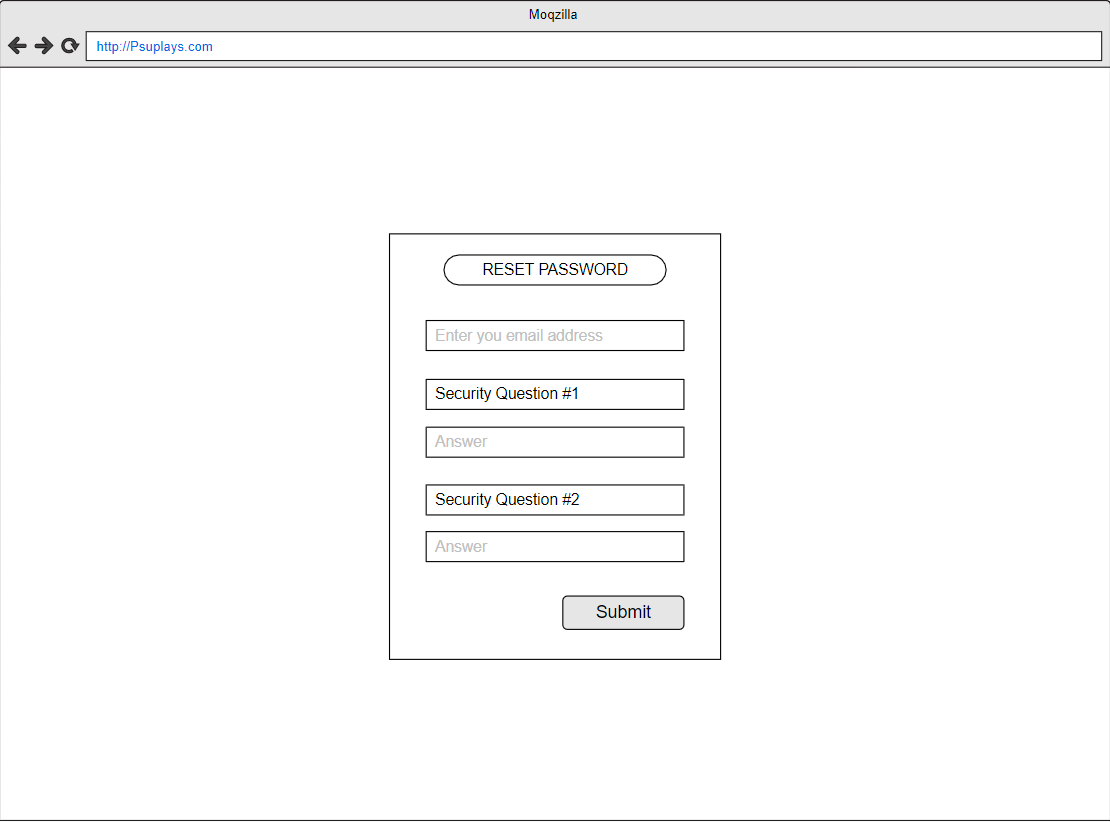 Moqzilla
http://Psuplays.com
RESET PASSWORD
Enter you email address
Security Question #1
Answer
Security Question #2
Answer
Submit